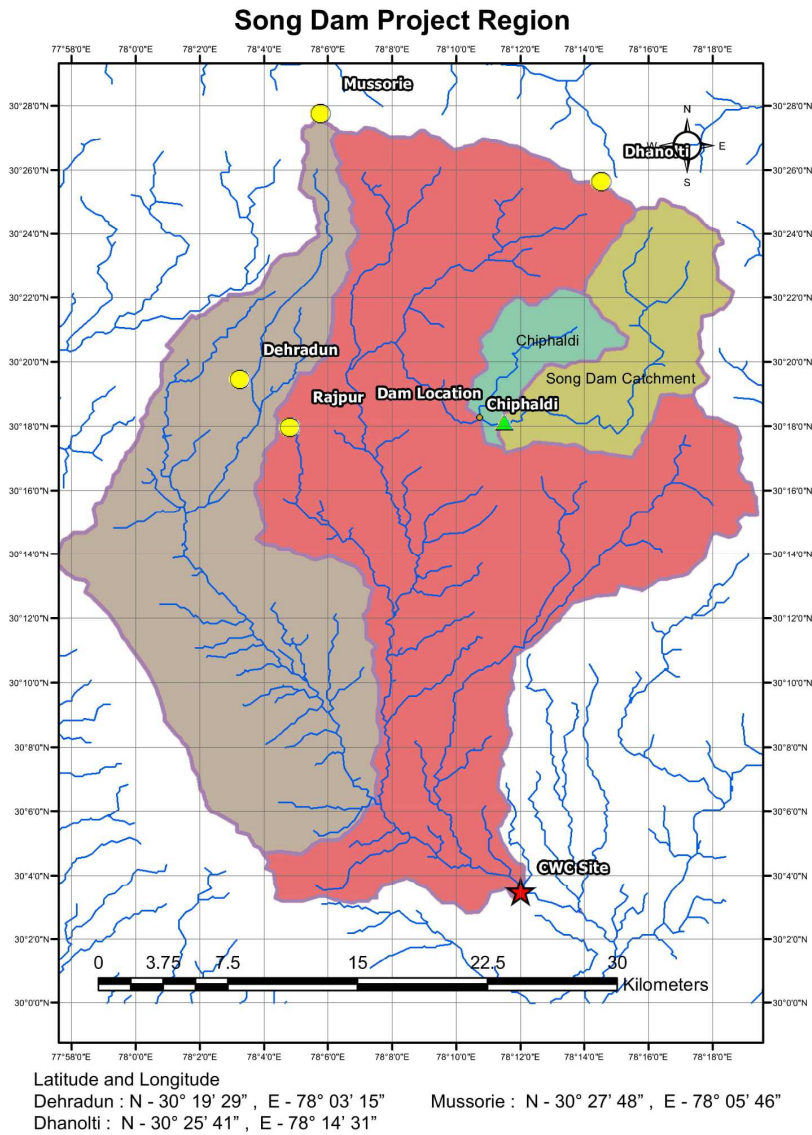 Song Dam Project Region
77°58'0"E 78°0'0"E 78°2'0"E 78°4'0"E 78°6'0"E 78°8'0"E 78°10'0"E 78°12'0"E 78°14'0"E 78°16'0"E 78°18'0"E
30°28'0"N 30°28'0"N
Mussorie
N
W E
S
Dhanolti
30°26'0"N 30°26'0"N
30°24'0"N 30°24'0"N
30°22'0"N 30°22'0"N
Chiphaldi
Dehradun
30°20'0"N 30°20'0"N
Song Dam Catchment
Rajpur Dam Location Chiphaldi
30°18'0"N 30°18'0"N
30°16'0"N 30°16'0"N
30°14'0"N 30°14'0"N
30°12'0"N 30°12'0"N
30°10'0"N 30°10'0"N
30°8'0"N 30°8'0"N
30°6'0"N 30°6'0"N
CWC Site
30°4'0"N 30°4'0"N
30°2'0"N 30°2'0"N
0 3.75 7.5 15 22.5 30
Kilometers
30°0'0"N 30°0'0"N
77°58'0"E 78°0'0"E 78°2'0"E 78°4'0"E 78°6'0"E 78°8'0"E 78°10'0"E 78°12'0"E 78°14'0"E 78°16'0"E 78°18'0"E
Latitude and Longitude
Dehradun : N - 30° 19' 29” , E - 78° 03' 15” Mussorie : N - 30° 27' 48” , E - 78° 05' 46”
Dhanolti : N - 30° 25' 41” , E - 78° 14' 31”